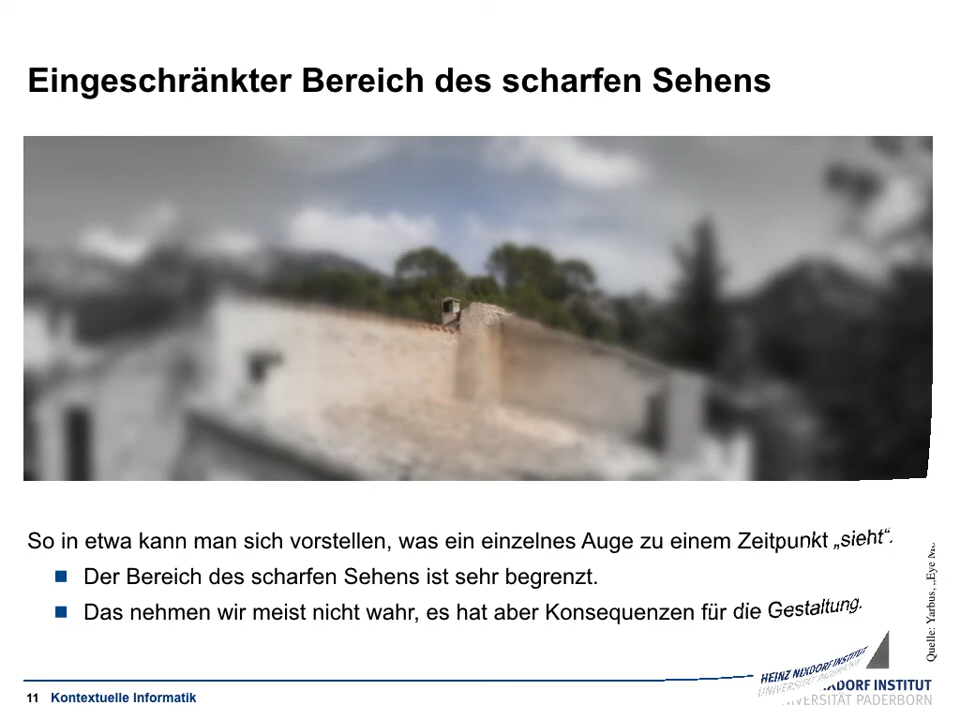 Eingeschränkter Bereich des scharfen Sehens
So in etwa kann man sich vorstellen, was ein einzelnes Auge zu einem Zeitpunkt „sieht“.
Der Bereich des scharfen Sehens ist sehr begrenzt.
Das nehmen wir meist nicht wahr, es hat aber Konsequenzen für die Gestaltung.
Quelle: Yarbus, „Eye
HEINZ NIXDORF INSTITUT
UNIVERSITÄT PADERBORN
XDORF INSTITUT
UNIVERSITÄT PADERBORN
11 Kontextuelle Informatik